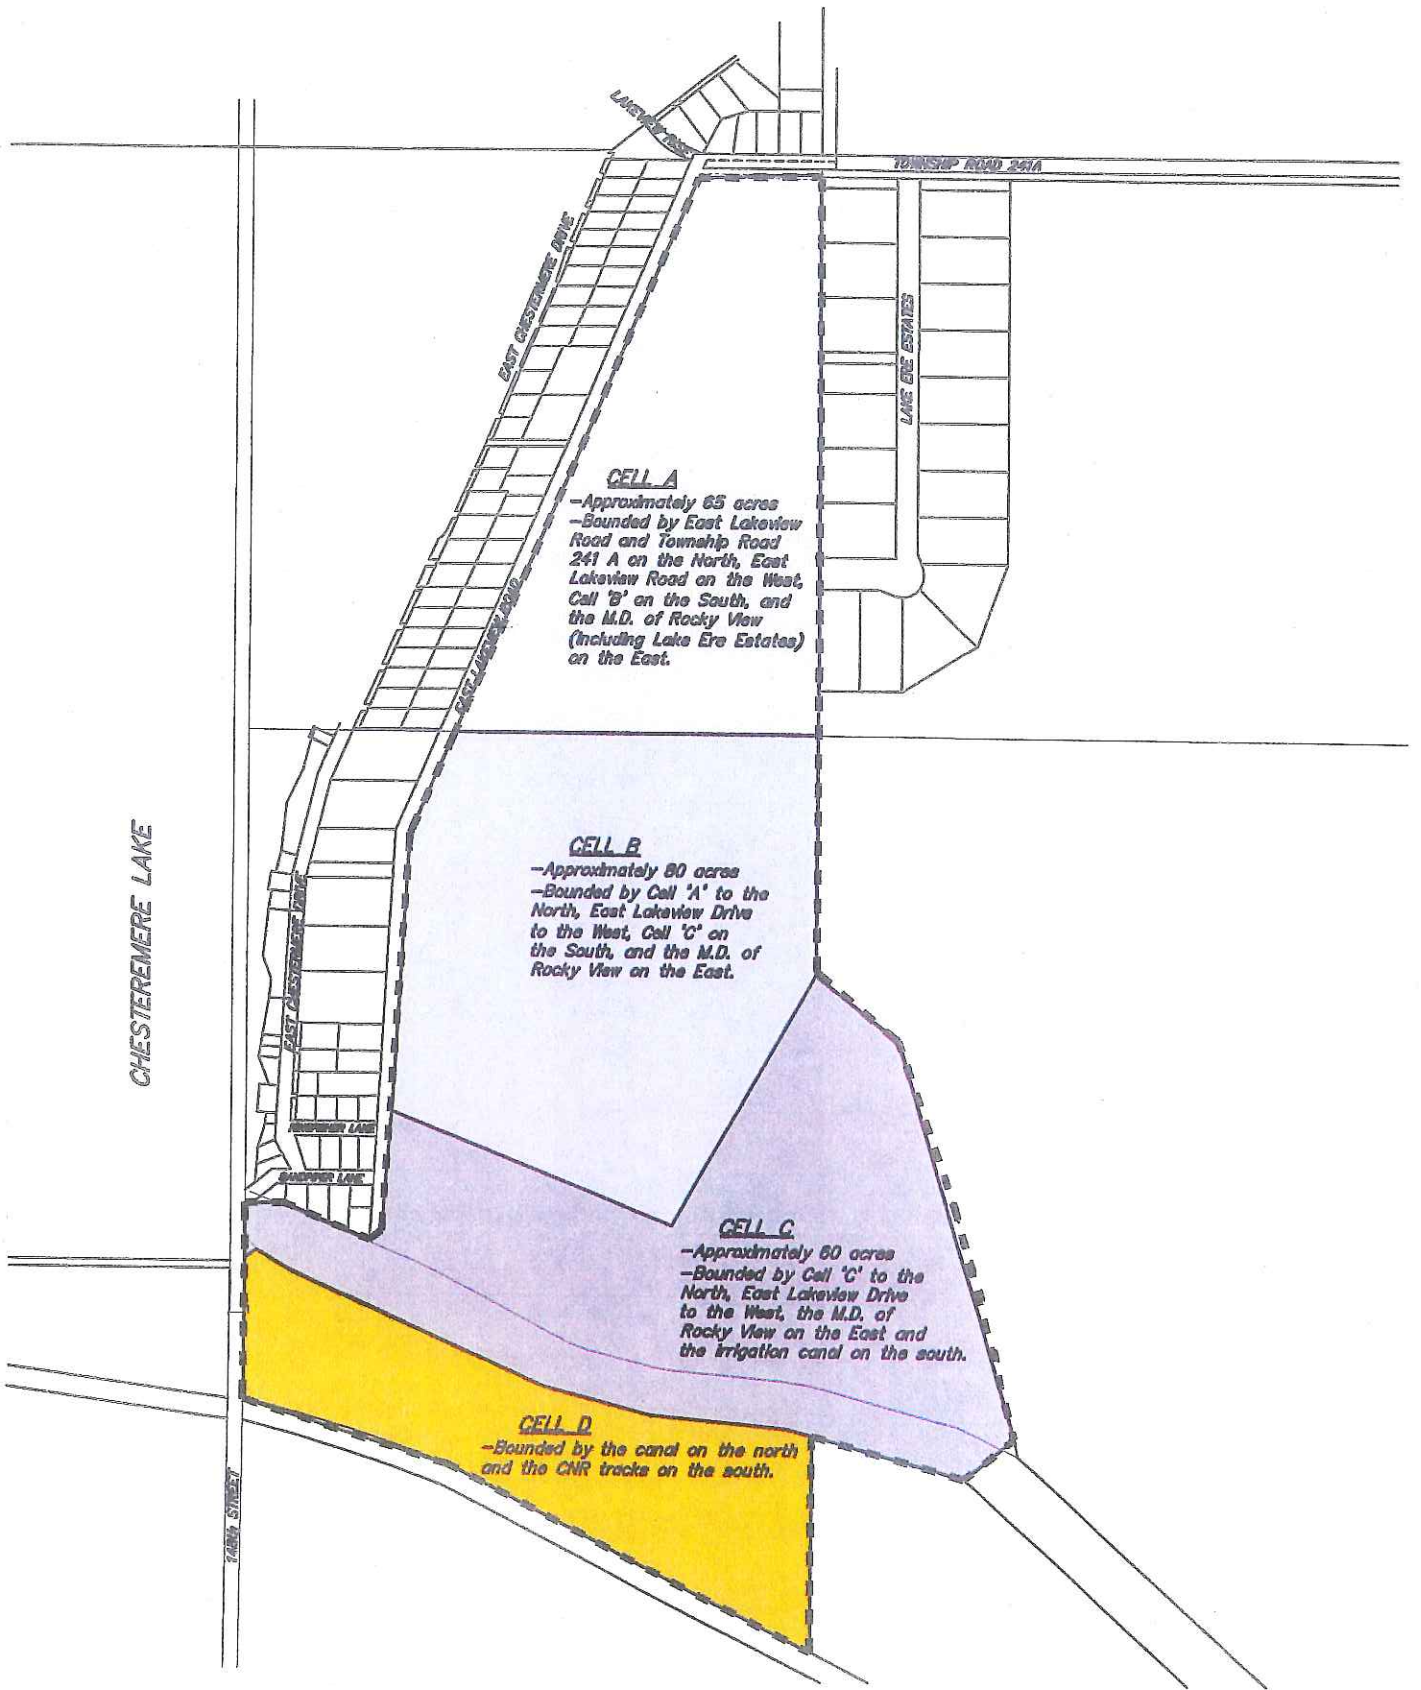 LAKEVIEW RISE
TOWNSHIP ROAD 241A
EAST CHESTERMERE DRIVE
LAKE ERE ESTATES
CELL A
-Approximately 65 acres
-Bounded by East Lakeview
Road and Township Road
241 A on the North, East
Lakeview Road on the West,
Cell 'B' on the South, and
the M.D. of Rocky View
(Including Lake Ere Estates)
on the East.
EAST LAKEVIEW ROAD
CHESTEREMERE LAKE
CELL B
-Approximately 80 acres
-Bounded by Cell 'A' to the
North, East Lakeview Drive
to the West, Cell 'C' on
the South, and the M.D. of
Rocky View on the East.
EAST CHESTERMERE DRIVE
LANE
SANDPIPER LANE
CELL C
-Approximately 60 acres
-Bounded by Cell 'C' to the
North, East Lakeview Drive
to the West, the M.D. of
Rocky View on the East and
the irrigation canal on the south.
CELL D
-Bounded by the canal on the north
and the CNR tracks on the south.
STREET